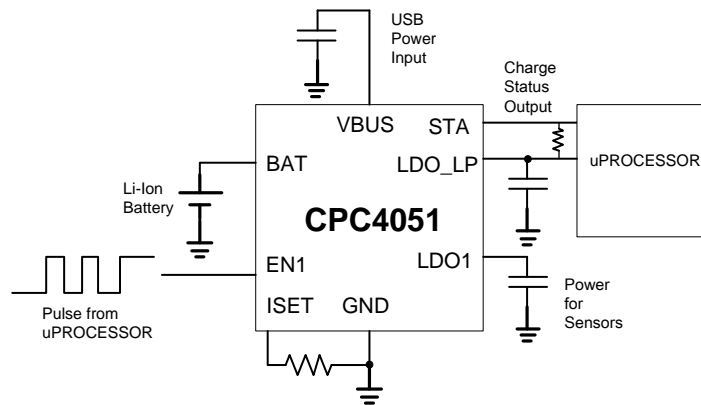 USB
Power
Input
Charge
Status
Output
VBUS
STA
BAT
LDO_LP
uPROCESSOR
Li-Ion
Battery
CPC4051
EN1
LDO1
Pulse from
uPROCESSOR
ISET
GND
Power
for
Sensors